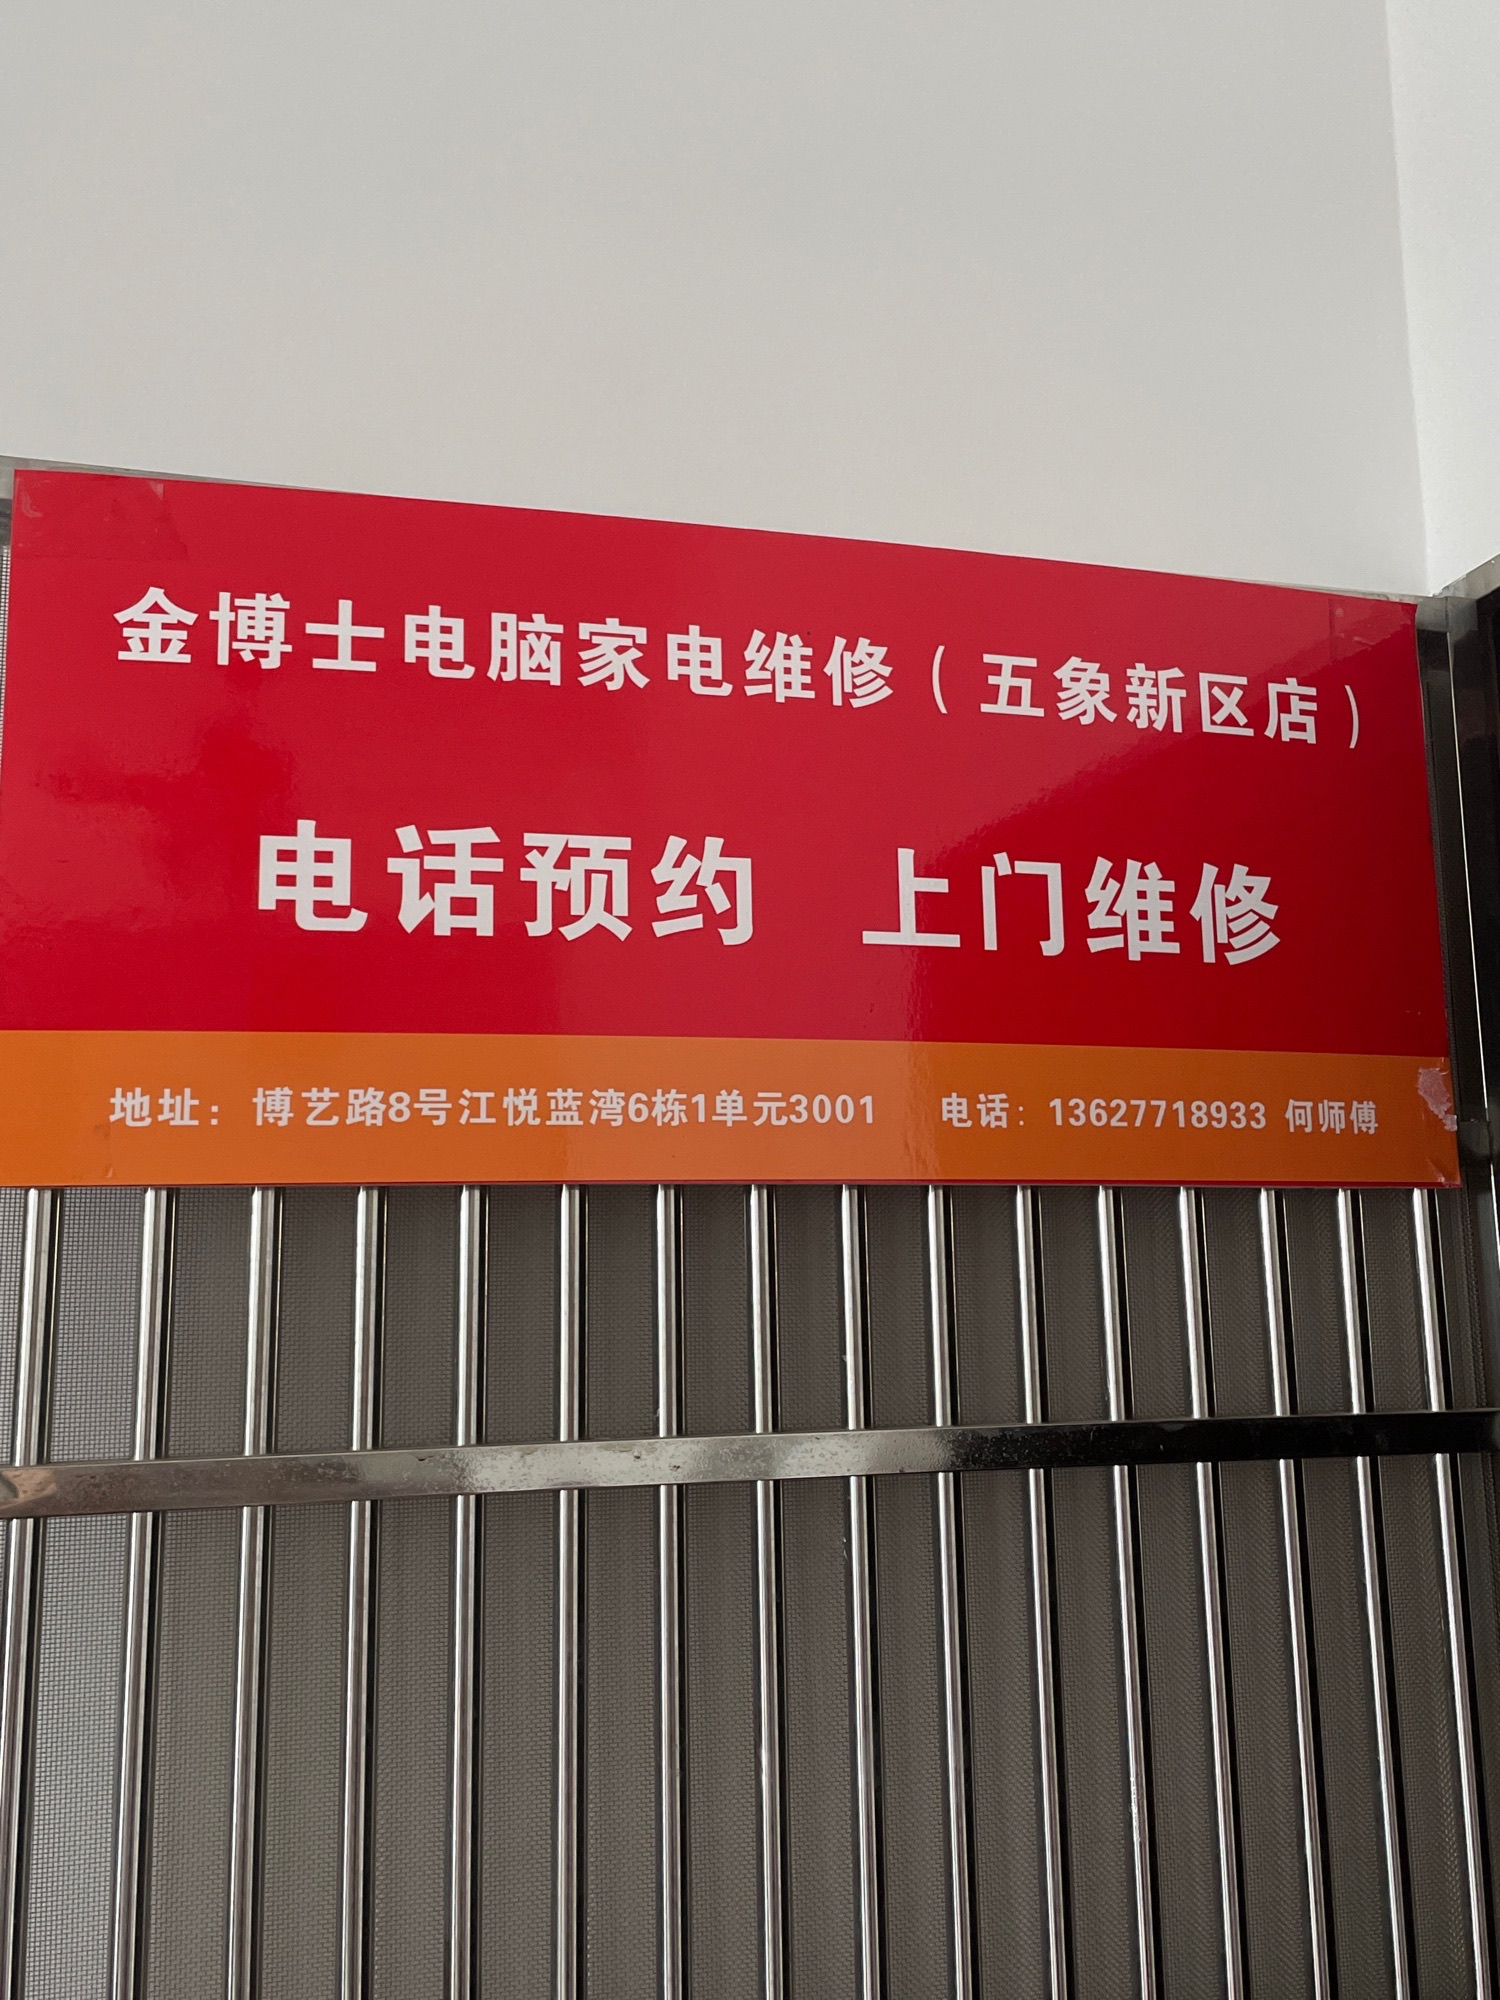 金博士电脑家电维修（五象新区店）
电话预约 上门维修
地址：博艺路8号江悦蓝湾6栋1单元3001 电话：13627718933 何师傅